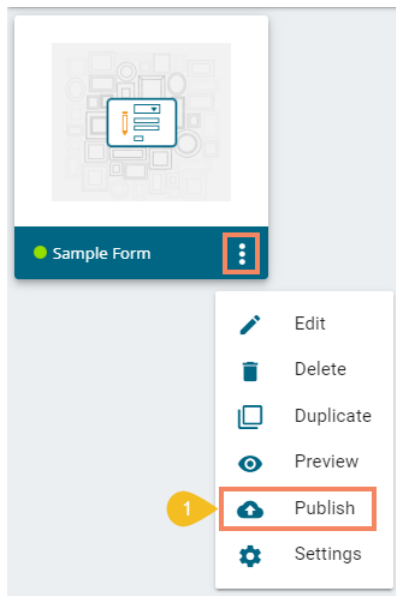 Sample Form
Edit
Delete
Duplicate
Preview
1
Publish
Settings